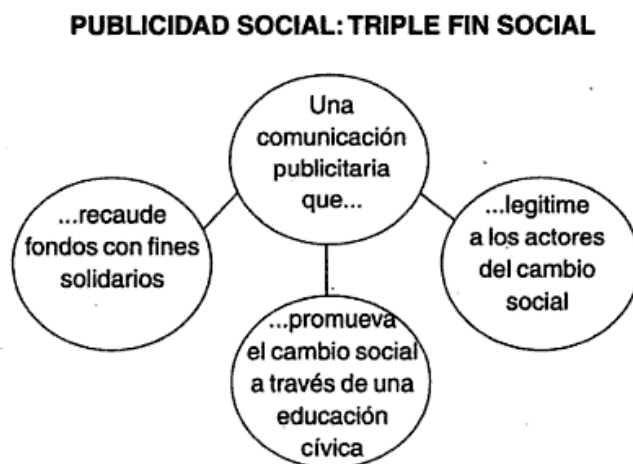 PUBLICIDAD SOCIAL: TRIPLE FIN SOCIAL
Una
comunicación
publicitaria
que...
...recaude
fondos con fines
solidarios
...legitime
a los actores
del cambio
social
...promueva
el cambio social
a través de una
educación
cívica